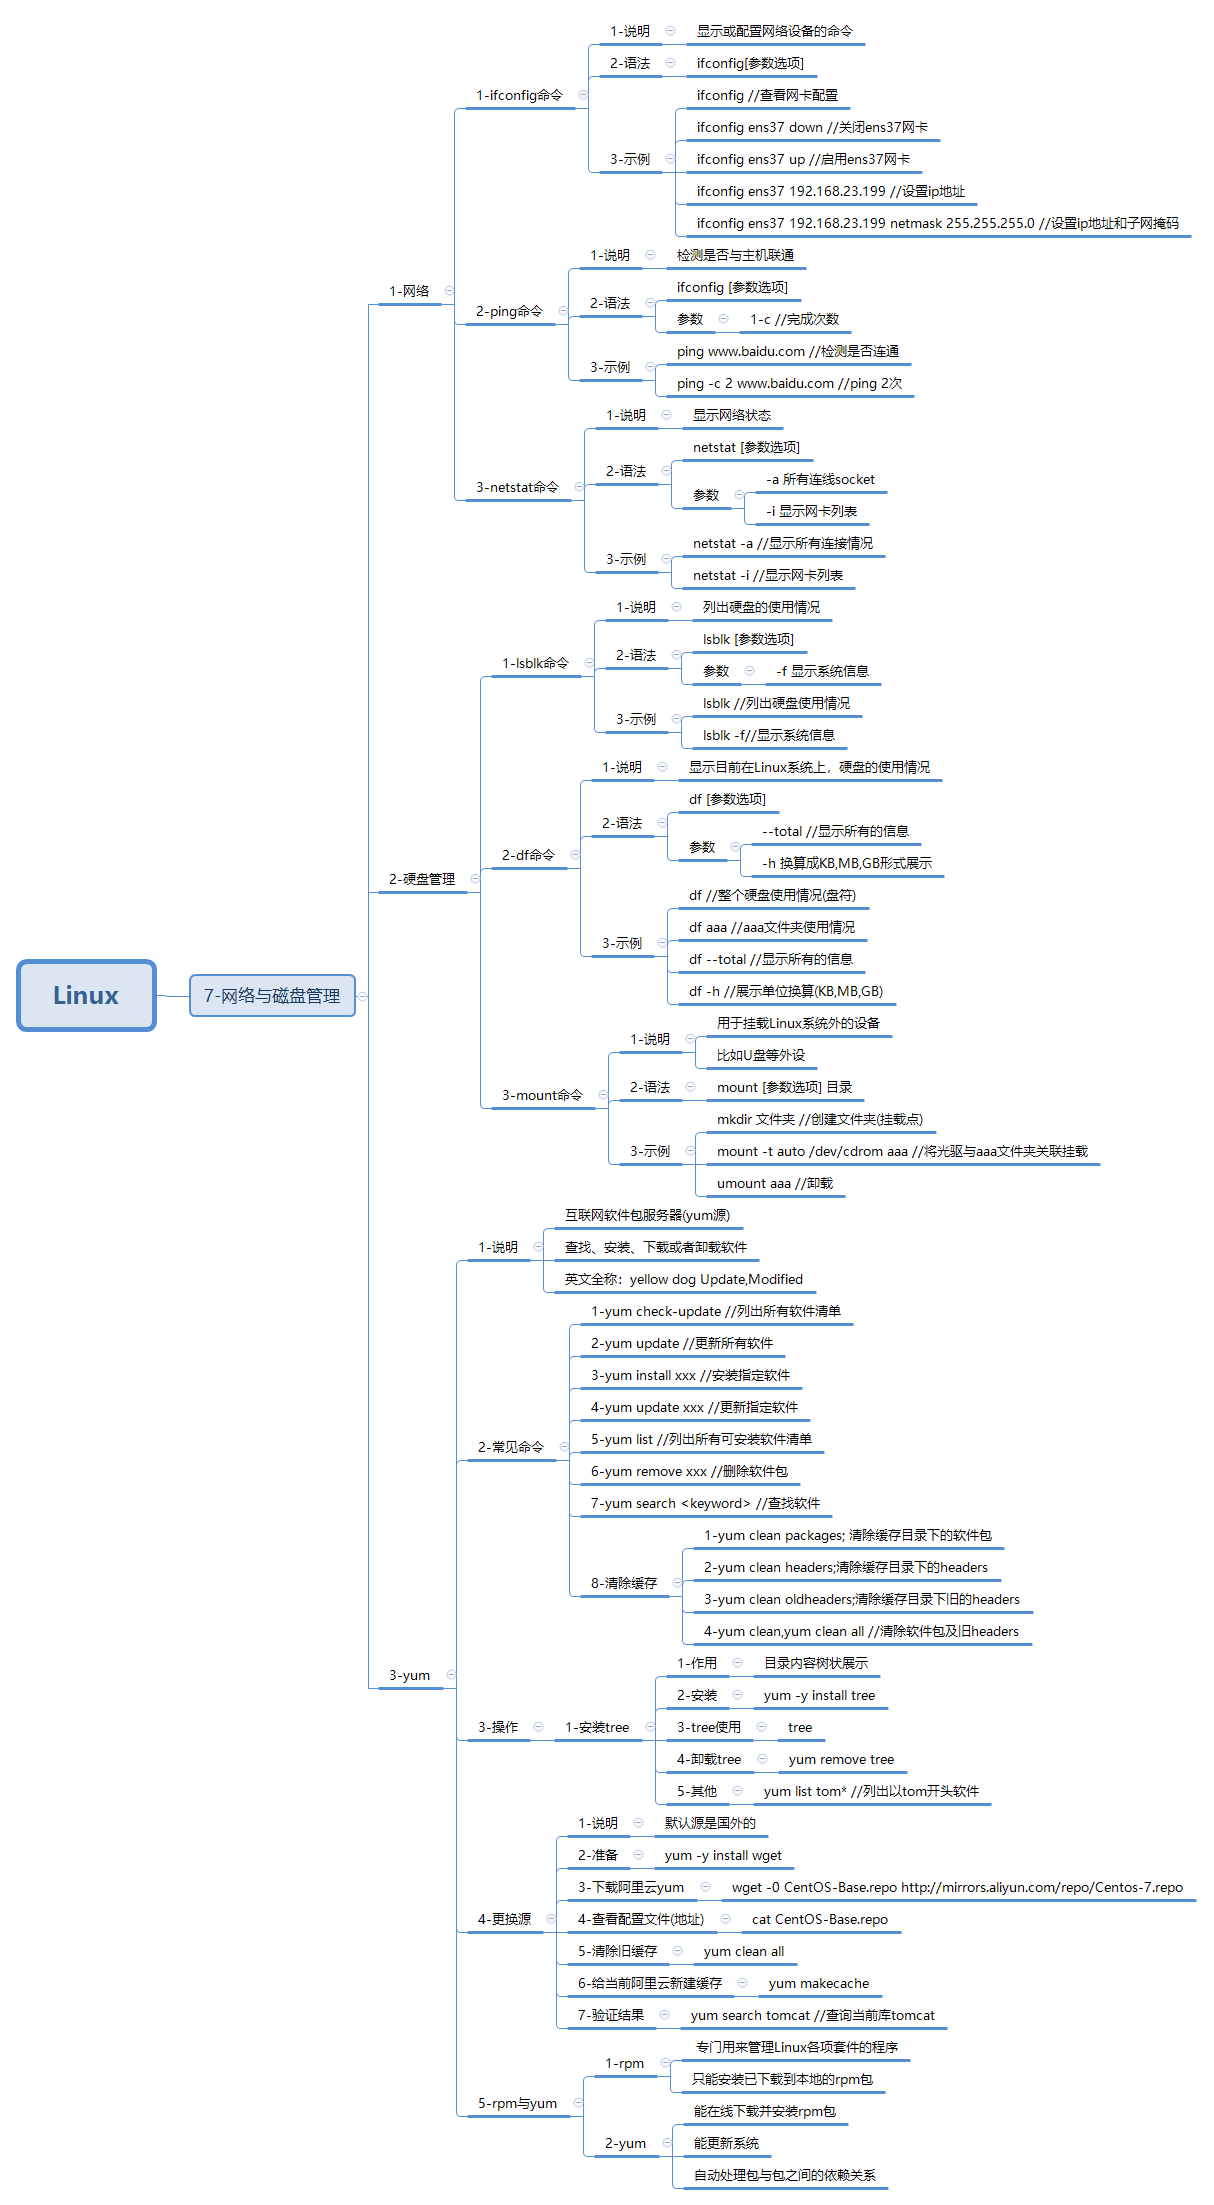 Linux
7-网络与磁盘管理
1-网络
1-ifconfig命令
1-说明
显示或配置网络设备的命令
2-语法
ifconfig[参数选项]
3-示例
ifconfig //查看网卡配置
ifconfig ens37 down //关闭ens37网卡
ifconfig ens37 up //启用ens37网卡
ifconfig ens37 192.168.23.199 //设置ip地址
ifconfig ens37 192.168.23.199 netmask 255.255.255.0 //设置ip地址和子网掩码
2-ping命令
1-说明
检测是否与主机联通
2-语法
ifconfig [参数选项]
参数
1-c //完成次数
3-示例
ping www.baidu.com //检测是否连通
ping -c 2 www.baidu.com //ping 2次
3-netstat命令
1-说明
显示网络状态
2-语法
netstat [参数选项]
参数
-a 所有连线socket
-i 显示网卡列表
3-示例
netstat -a //显示所有连接情况
netstat -i //显示网卡列表
2-硬盘管理
1-lsblk命令
1-说明
列出硬盘的使用情况
2-语法
lsblk [参数选项]
参数
-f 显示系统信息
3-示例
lsblk //列出硬盘使用情况
lsblk -f//显示系统信息
2-df命令
1-说明
显示目前在Linux系统上，硬盘的使用情况
2-语法
df [参数选项]
参数
--total //显示所有的信息
-h 换算成KB,MB,GB形式展示
3-示例
df //整个硬盘使用情况(盘符)
df aaa //aaa文件夹使用情况
df --total //显示所有的信息
df -h //展示单位换算(KB,MB,GB)
3-mount命令
1-说明
用于挂载Linux系统外的设备
比如U盘等外设
2-语法
mount [参数选项] 目录
3-示例
mkdir 文件夹 //创建文件夹(挂载点)
mount -t auto /dev/cdrom aaa //将光驱与aaa文件夹关联挂载
umount aaa //卸载
3-yum
1-说明
互联网软件包服务器(yum源)
查找、安装、下载或者卸载软件
英文全称：yellow dog Update,Modified
2-常见命令
1-yum check-update //列出所有软件清单
2-yum update //更新所有软件
3-yum install xxx //安装指定软件
4-yum update xxx //更新指定软件
5-yum list //列出所有可安装软件清单
6-yum remove xxx //删除软件包
7-yum search <keyword> //查找软件
8-清除缓存
1-yum clean packages; 清除缓存目录下的软件包
2-yum clean headers;清除缓存目录下的headers
3-yum clean oldheaders;清除缓存目录下旧的headers
4-yum clean,yum clean all //清除软件包及旧headers
3-操作
1-安装tree
1-作用
目录内容树状展示
2-安装
yum -y install tree
3-tree使用
tree
4-卸载tree
yum remove tree
5-其他
yum list tom* //列出以tom开头软件
4-更换源
1-说明
默认源是国外的
2-准备
yum -y install wget
3-下载阿里云yum
wget -0 CentOS-Base.repo http://mirrors.aliyun.com/repo/Centos-7.repo
4-查看配置文件(地址)
cat CentOS-Base.repo
5-清除旧缓存
yum clean all
6-给当前阿里云新建缓存
yum makecache
7-验证结果
yum search tomcat //查询当前库tomcat
5-rpm与yum
1-rpm
专门用来管理Linux各项套件的程序
只能安装已下载到本地的rpm包
2-yum
能在线下载并安装rpm包
能更新系统
自动处理包与包之间的依赖关系